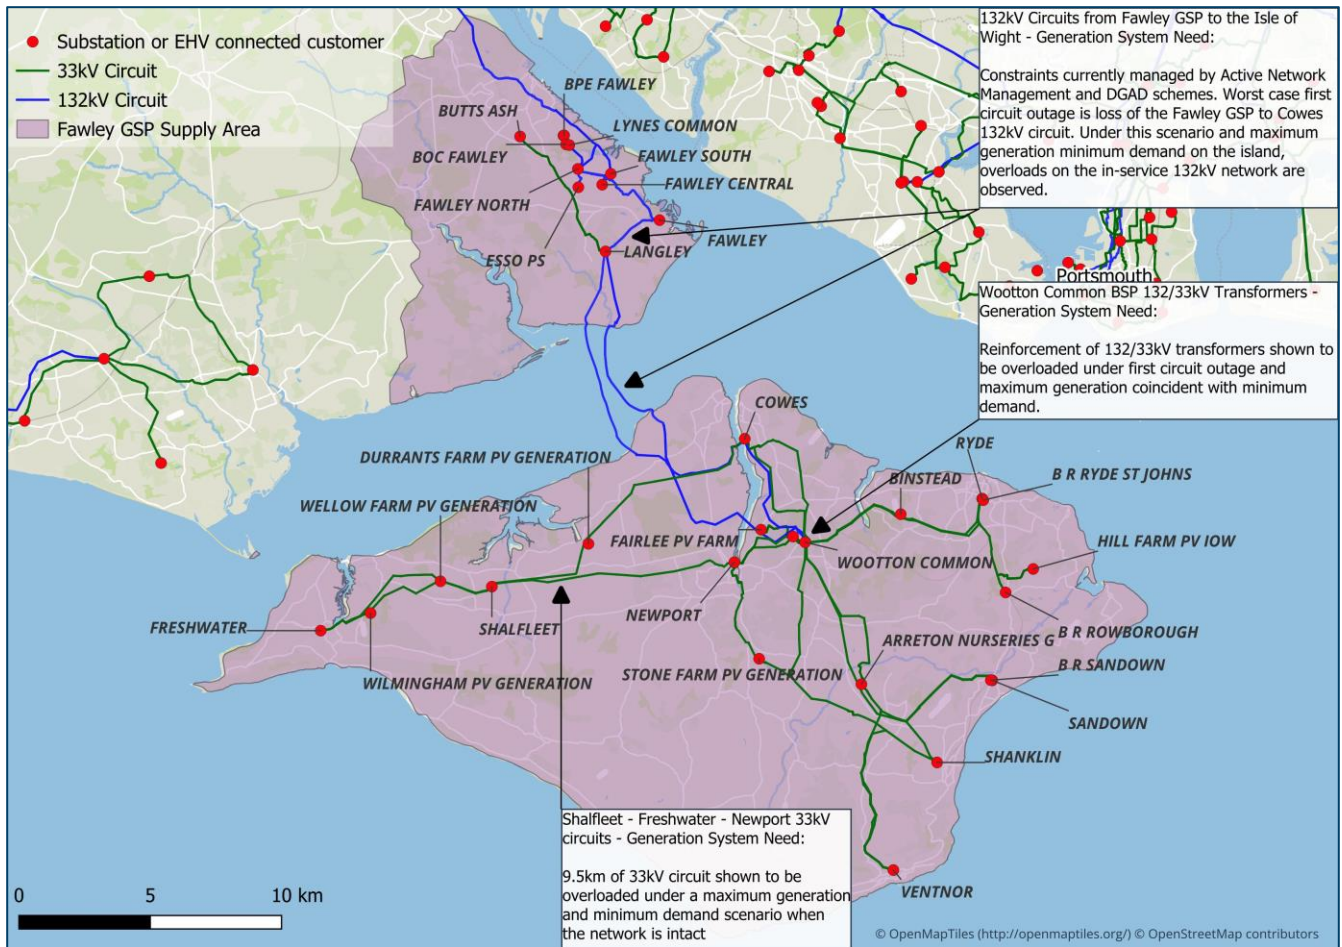 Substation or EHV connected customer
33kV Circuit
132kV Circuit
Fawley GSP Supply Area
132kV Circuits from Fawley GSP to the Isle of
Wight - Generation System Need:
Constraints currently managed by Active Network
Management and DGAD schemes. Worst case first
circuit outage is loss of the Fawley GSP to Cowes
132kV circuit. Under this scenario and maximum
generation minimum demand on the island,
overloads on the in-service 132kV network are
observed.
BPE FAWLEY
BUTTS ASH
LYNES COMMON
BOC FAWLEY
FAWLEY SOUTH
FAWLEY CENTRAL
FAWLEY NORTH
FAWLEY
LANGLEY
ESSO PS
Portsmouth
Wootton Common BSP 132/33kV Transformers -
Generation System Need:
Reinforcement of 132/33kV transformers shown to
be overloaded under first circuit outage and
maximum generation coincident with minimum
demand.
COWES
RYDE
DURRANTS FARM PV GENERATION
BINSTEAD
B R RYDE ST JOHNS
WELLOW FARM PV GENERATION
FAIRLEE PV FARM
HILL FARM PV IOW
WOOTTON COMMON
NEWPORT
FRESHWATER
SHALFLEET
B R ROWBOROUGH
ARRETON NURSERIES G
B R SANDOWN
STONE FARM PV GENERATION
WILMINGHAM PV GENERATION
SANDOWN
SHANKLIN
Shalfleet - Freshwater - Newport 33kV
circuits - Generation System Need:
9.5km of 33kV circuit shown to be
overloaded under a maximum generation
and minimum demand scenario when
the network is intact
VENTNOR
0 5 10 km
© OpenMapTiles (http://openmaptiles.org/) © OpenStreetMap contributors